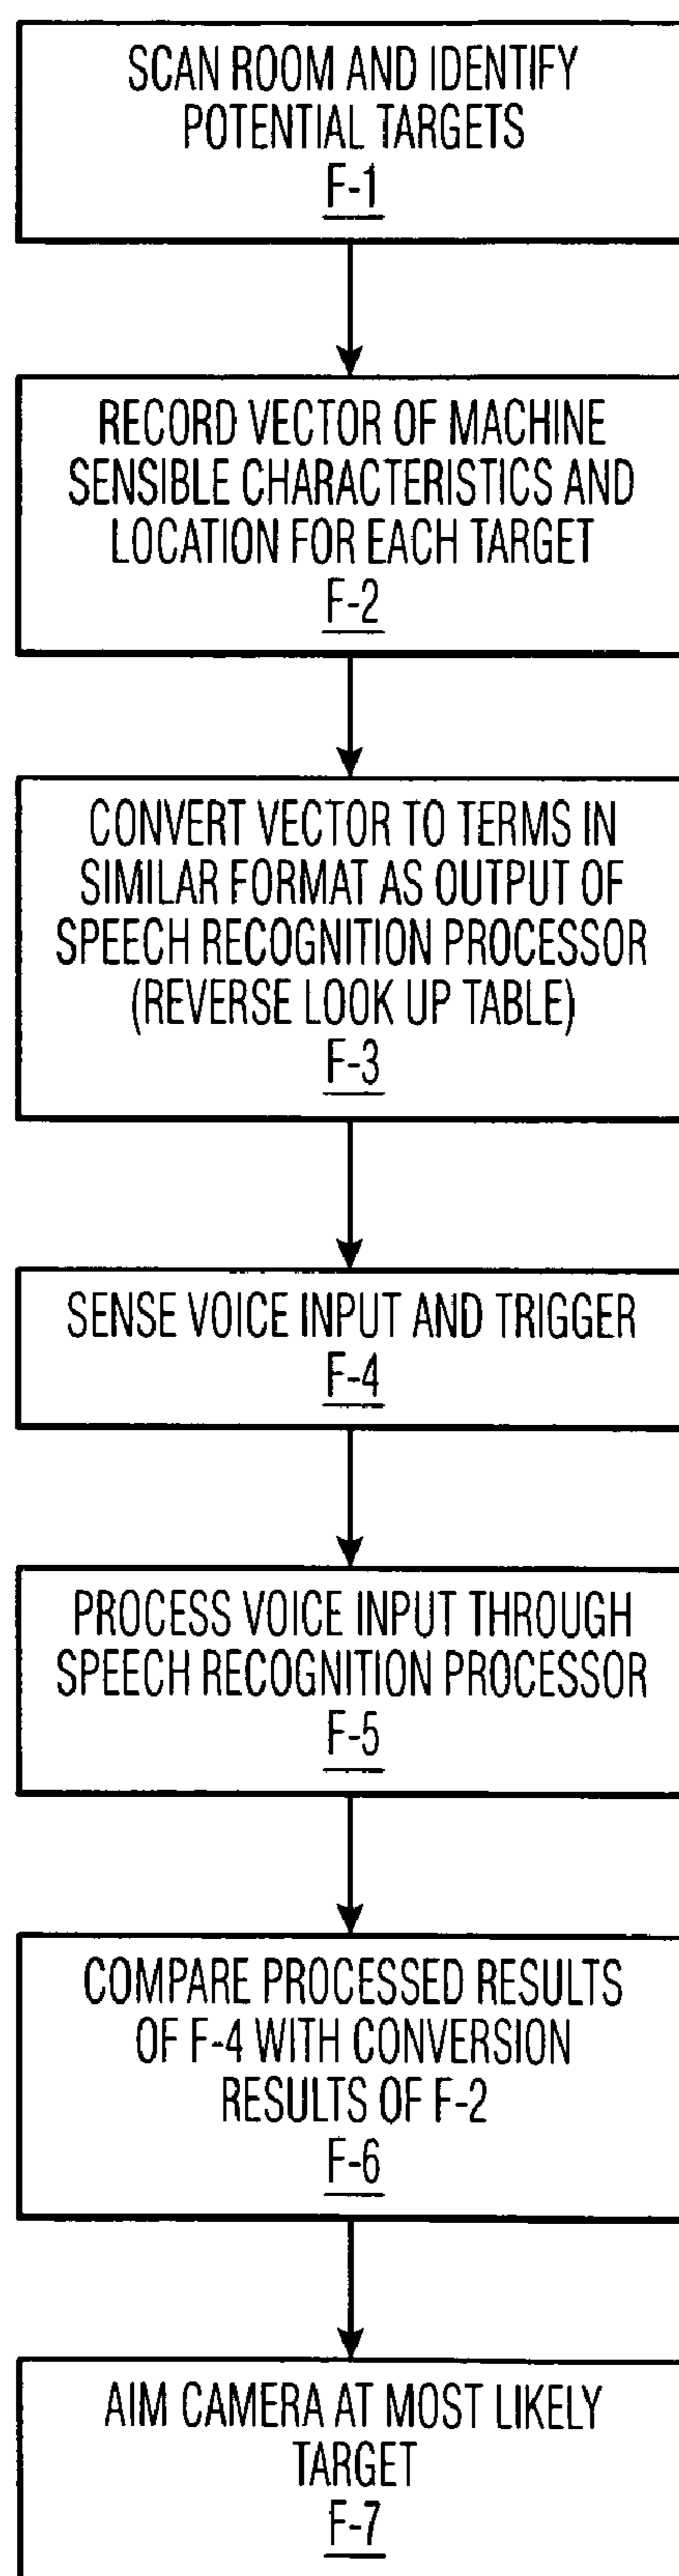 SCAN ROOM AND IDENTIFY
POTENTIAL TARGETS
F-1
RECORD VECTOR OF MACHINE
SENSIBLE CHARACTERISTICS AND
LOCATION FOR EACH TARGET
F-2
CONVERT VECTOR TO TERMS IN
SIMILAR FORMAT AS OUTPUT OF
SPEECH RECOGNITION PROCESSOR
(REVERSE LOOK UP TABLE)
F-3
SENSE VOICE INPUT AND TRIGGER
F-4
PROCESS VOICE INPUT THROUGH
SPEECH RECOGNITION PROCESSOR
F-5
COMPARE PROCESSED RESULTS
OF F-4 WITH CONVERSION
RESULTS OF F-2
F-6
AIM CAMERA AT MOST LIKELY
TARGET
F-7